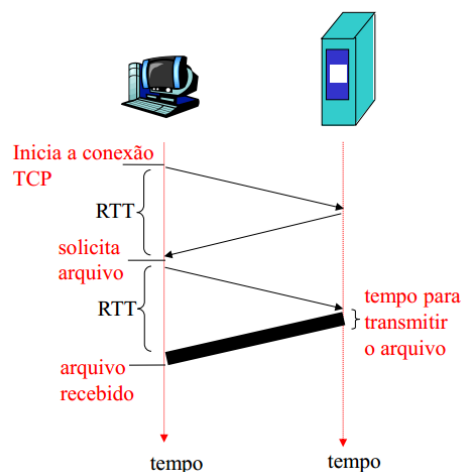 Inicia a conexão
TCP
RTT
solicita
arquivo
RTT
tempo para
transmitir
o arquivo
arquivo
recebido
tempo
tempo